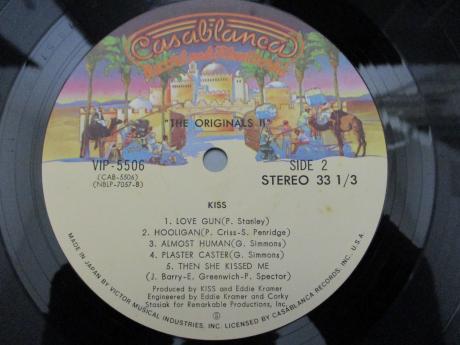 Casablanca
"THE ORIGINALS II"
VIP-5506
SIDE 2
(CAB-5506)
(NBLP-7057-B)
STEREO 33 1/3
KISS
1. LOVE GUN(P. Stanley)
2. HOOLIGAN(P. Criss-S. Penridge)
3. ALMOST HUMAN(G. Simmons)
4. PLASTER CASTER(G. Simmons)
5. THEN SHE KISSED ME
(J. Barry-E. Greenwich-P. Spector)
Produced by KISS and Eddie Kramer
Engineered by Eddie Kramer and Corky
Stasiak for Remarkable Productions, Inc.
MADE IN JAPAN BY VICTOR MUSICAL INDUSTRIES, INC. LICENSED BY CASABLANCA RECORDS, INC., U.S.A.